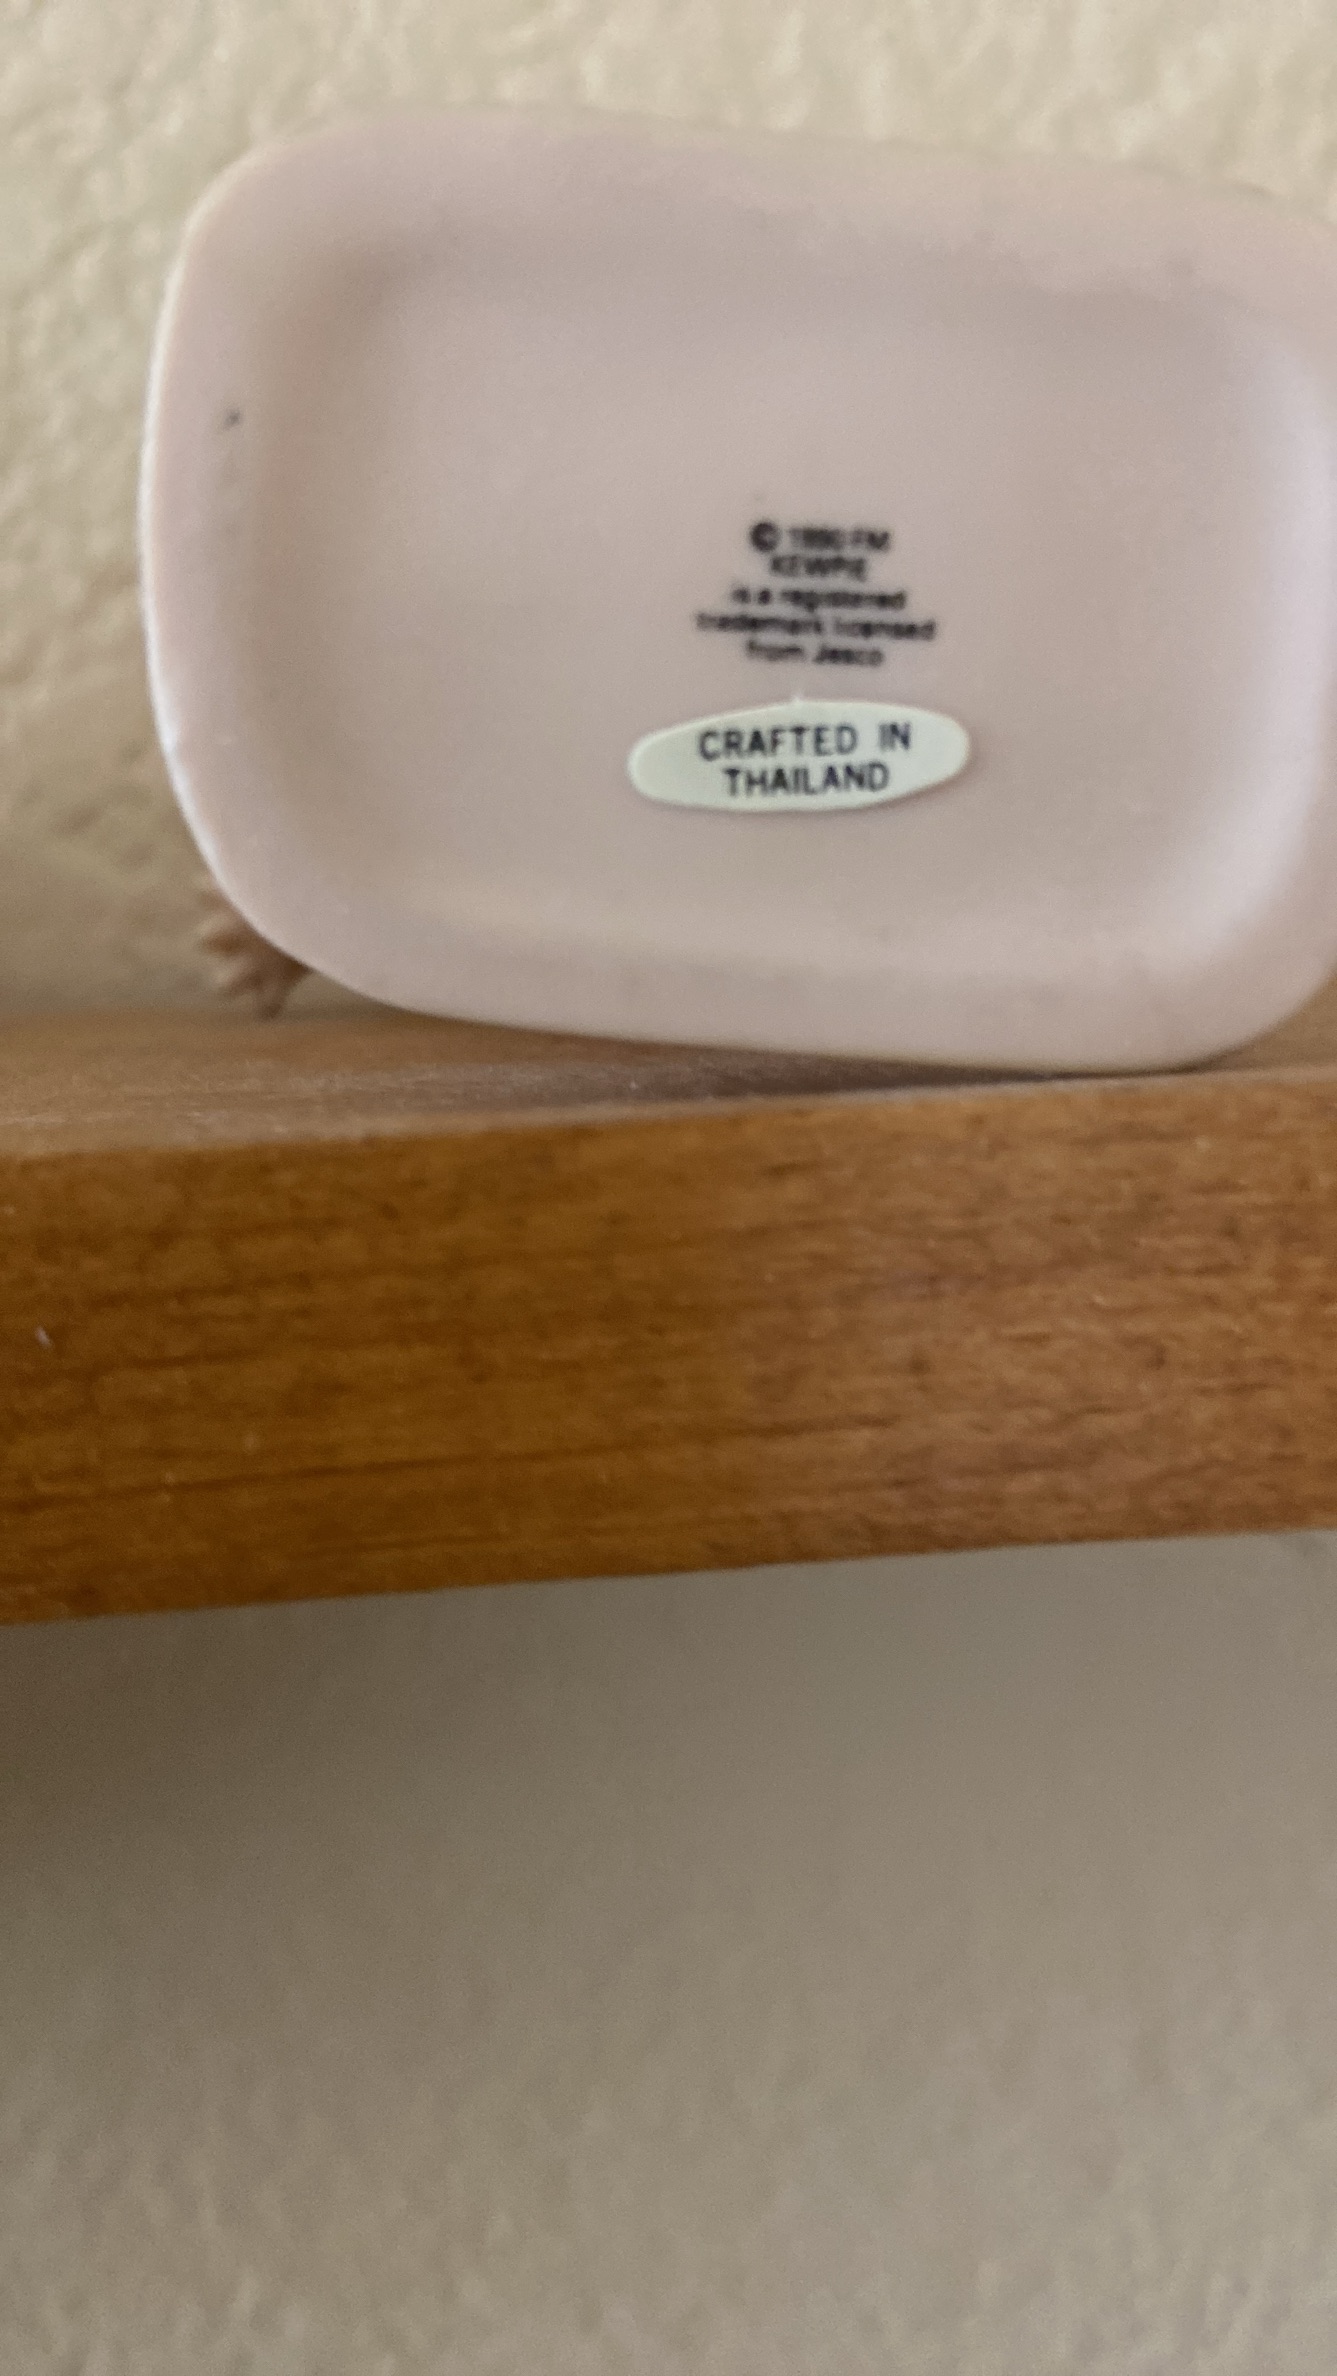 © FM
KEWPIE
is a registered
trademark licensed
from Jesco
CRAFTED IN
THAILAND